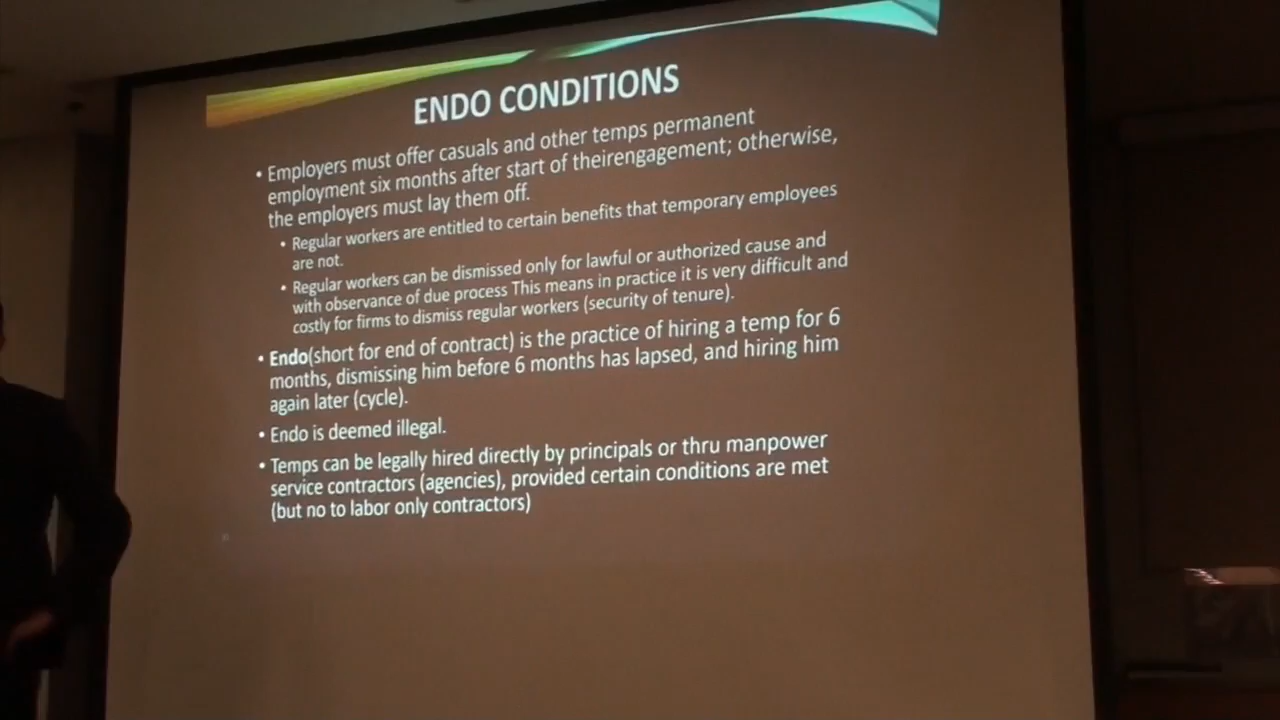 ENDO CONDITIONS
• Employers must offer casuals and other temps permanent
employment six months after start of theirengagement; otherwise,
the employers must lay them off.
• Regular workers are entitled to certain benefits that temporary employees
are not.
• Regular workers can be dismissed only for lawful or authorized cause and
with observance of due process This means in practice it is very difficult and
costly for firms to dismiss regular workers (security of tenure).
• Endo(short for end of contract) is the practice of hiring a temp for 6
months, dismissing him before 6 months has lapsed, and hiring him
again later (cycle).
• Endo is deemed illegal.
• Temps can be legally hired directly by principals or thru manpower
service contractors (agencies), provided certain conditions are met
(but no to labor only contractors)